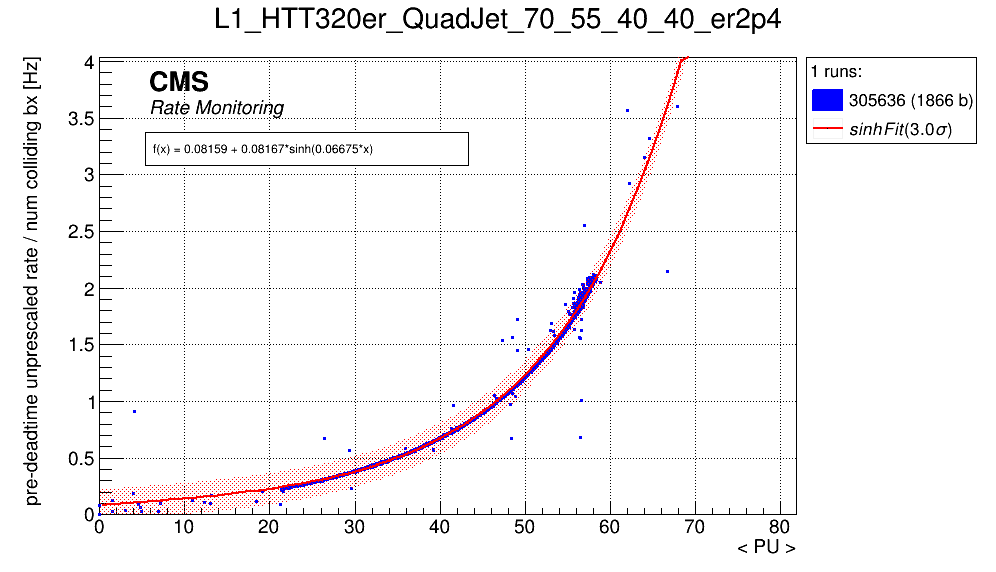 L1_HTT320er_QuadJet_70_55_40_40_er2p4
pre-deadtime unprescaled rate / num colliding bx [Hz]
CMS
Rate Monitoring
f(x) = 0.08159 + 0.08167*sinh(0.06675*x)
4
3.5
3
2.5
2
1.5
1
0.5
0
0 10 20 30 40 50 60 70 80
< PU >
1 runs:
305636 (1866 b)
sinhFit(3.0σ)